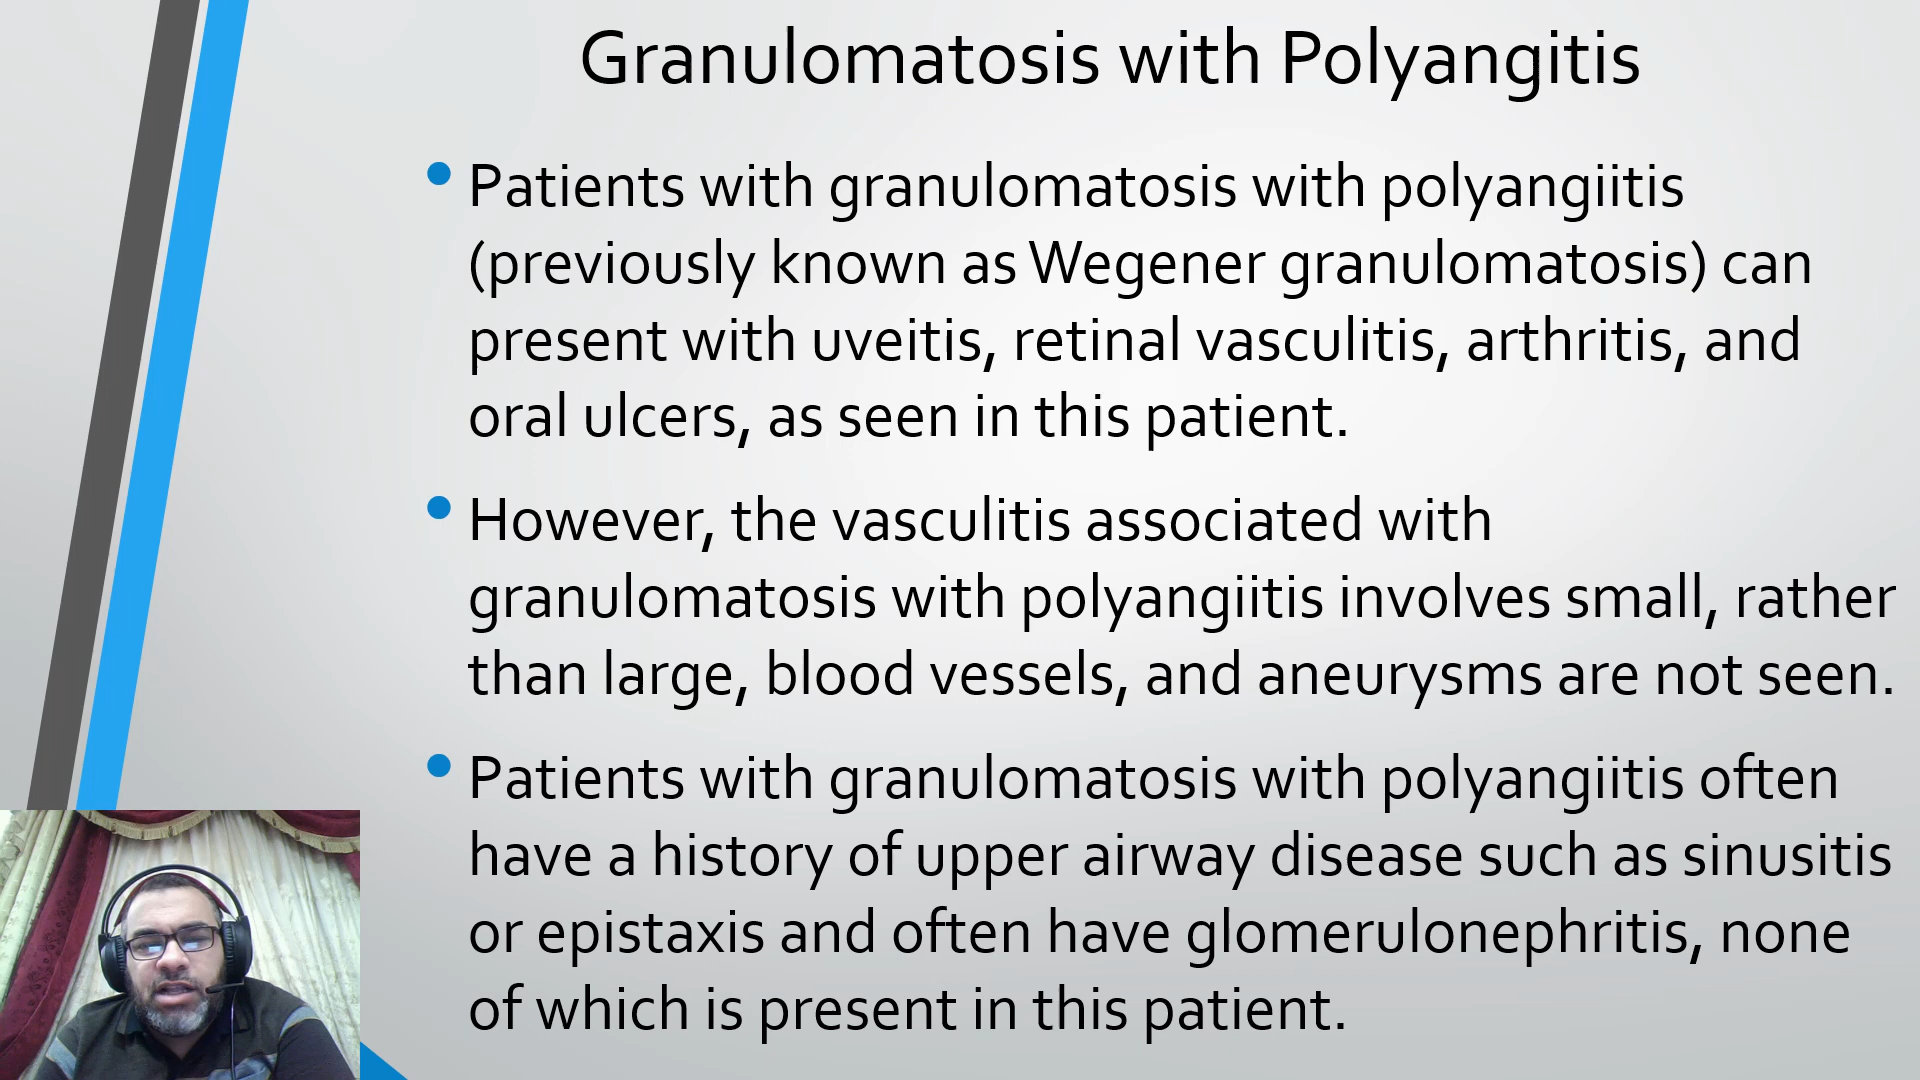 Granulomatosis with Polyangitis
• Patients with granulomatosis with polyangiitis
(previously known as Wegener granulomatosis) can
present with uveitis, retinal vasculitis, arthritis, and
oral ulcers, as seen in this patient.
• However, the vasculitis associated with
granulomatosis with polyangiitis involves small, rather
than large, blood vessels, and aneurysms are not seen.
• Patients with granulomatosis with polyangiitis often
have a history of upper airway disease such as sinusitis
or epistaxis and often have glomerulonephritis, none
of which is present in this patient.